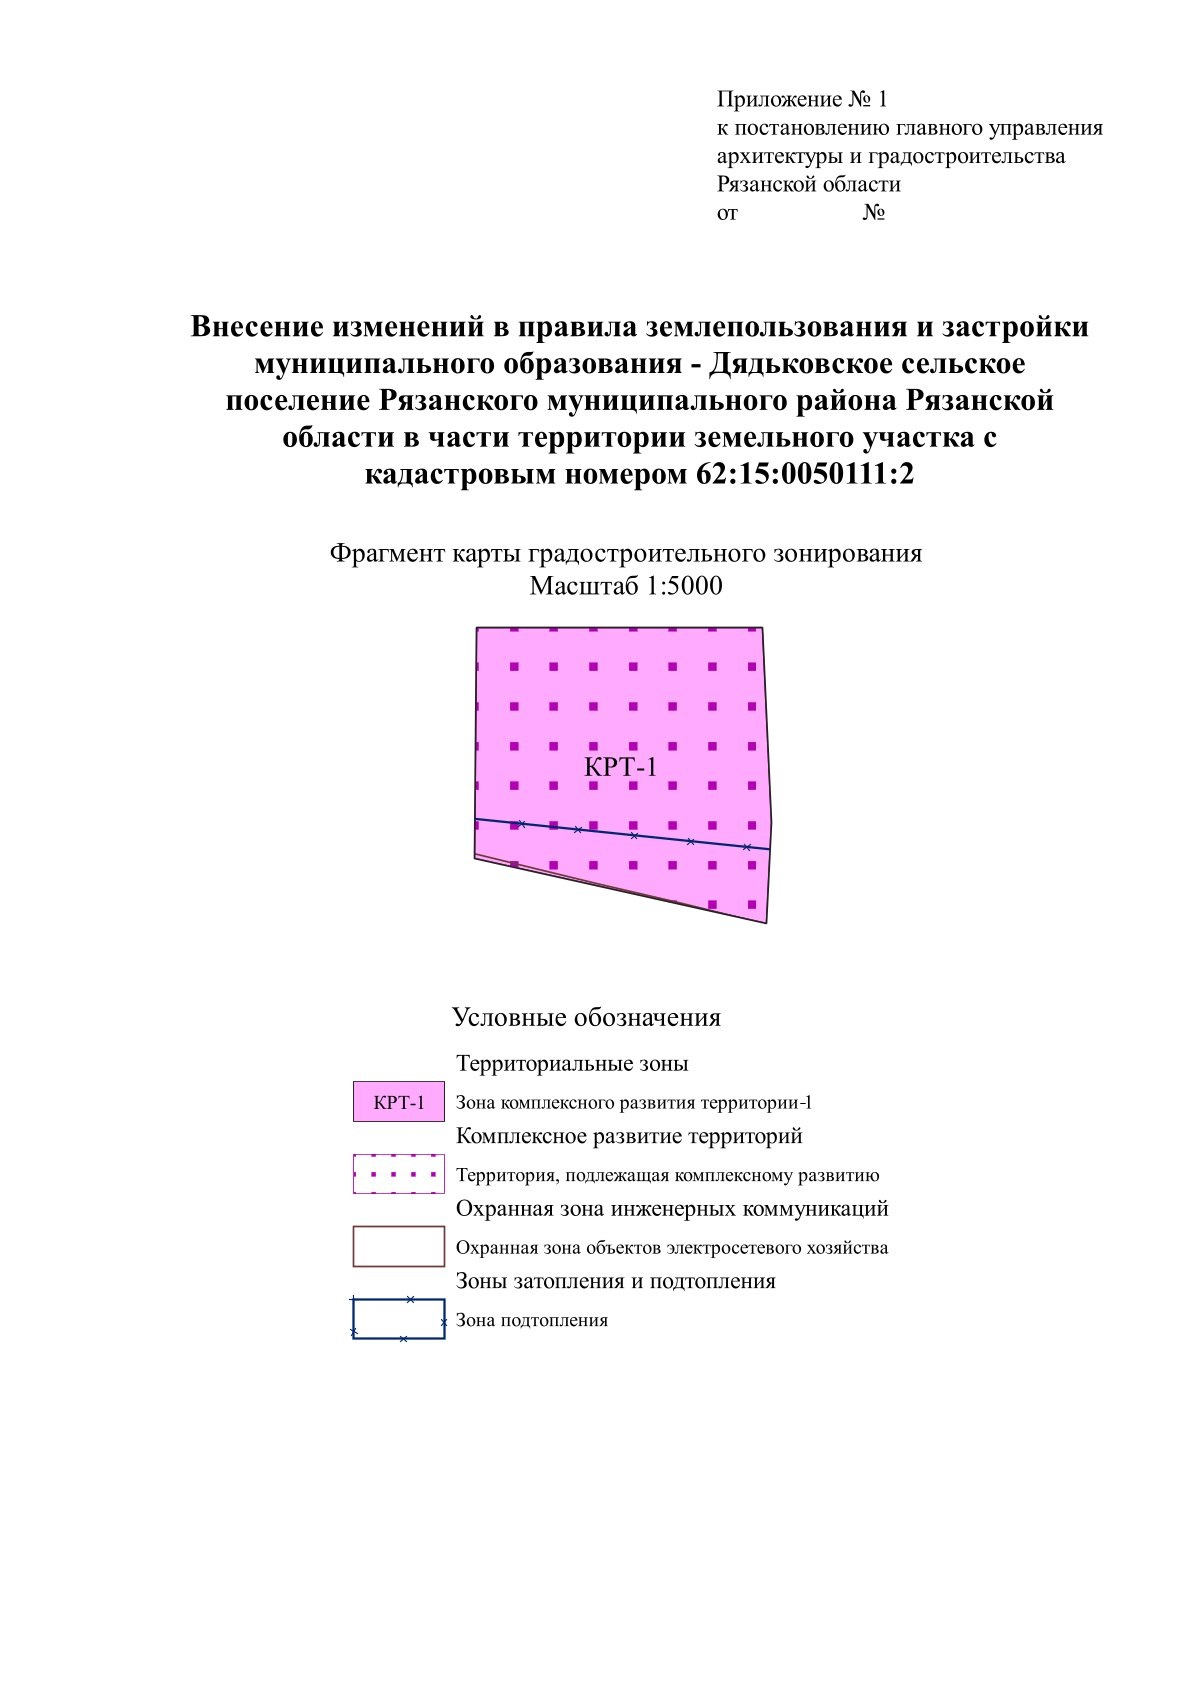 Приложение № 1
к постановлению главного управления
архитектуры и градостроительства
Рязанской области
от №
Внесение изменений в правила землепользования и застройки
муниципального образования - Дядьковское сельское
поселение Рязанского муниципального района Рязанской
области в части территории земельного участка с
кадастровым номером 62:15:0050111:2
Фрагмент карты градостроительного зонирования
Масштаб 1:5000
КРТ-1
Условные обозначения
Территориальные зоны
КРТ-1 Зона комплексного развития территории-1
Комплексное развитие территорий
Территория, подлежащая комплексному развитию
Охранная зона инженерных коммуникаций
Охранная зона объектов электросетевого хозяйства
Зоны затопления и подтопления
Зона подтопления